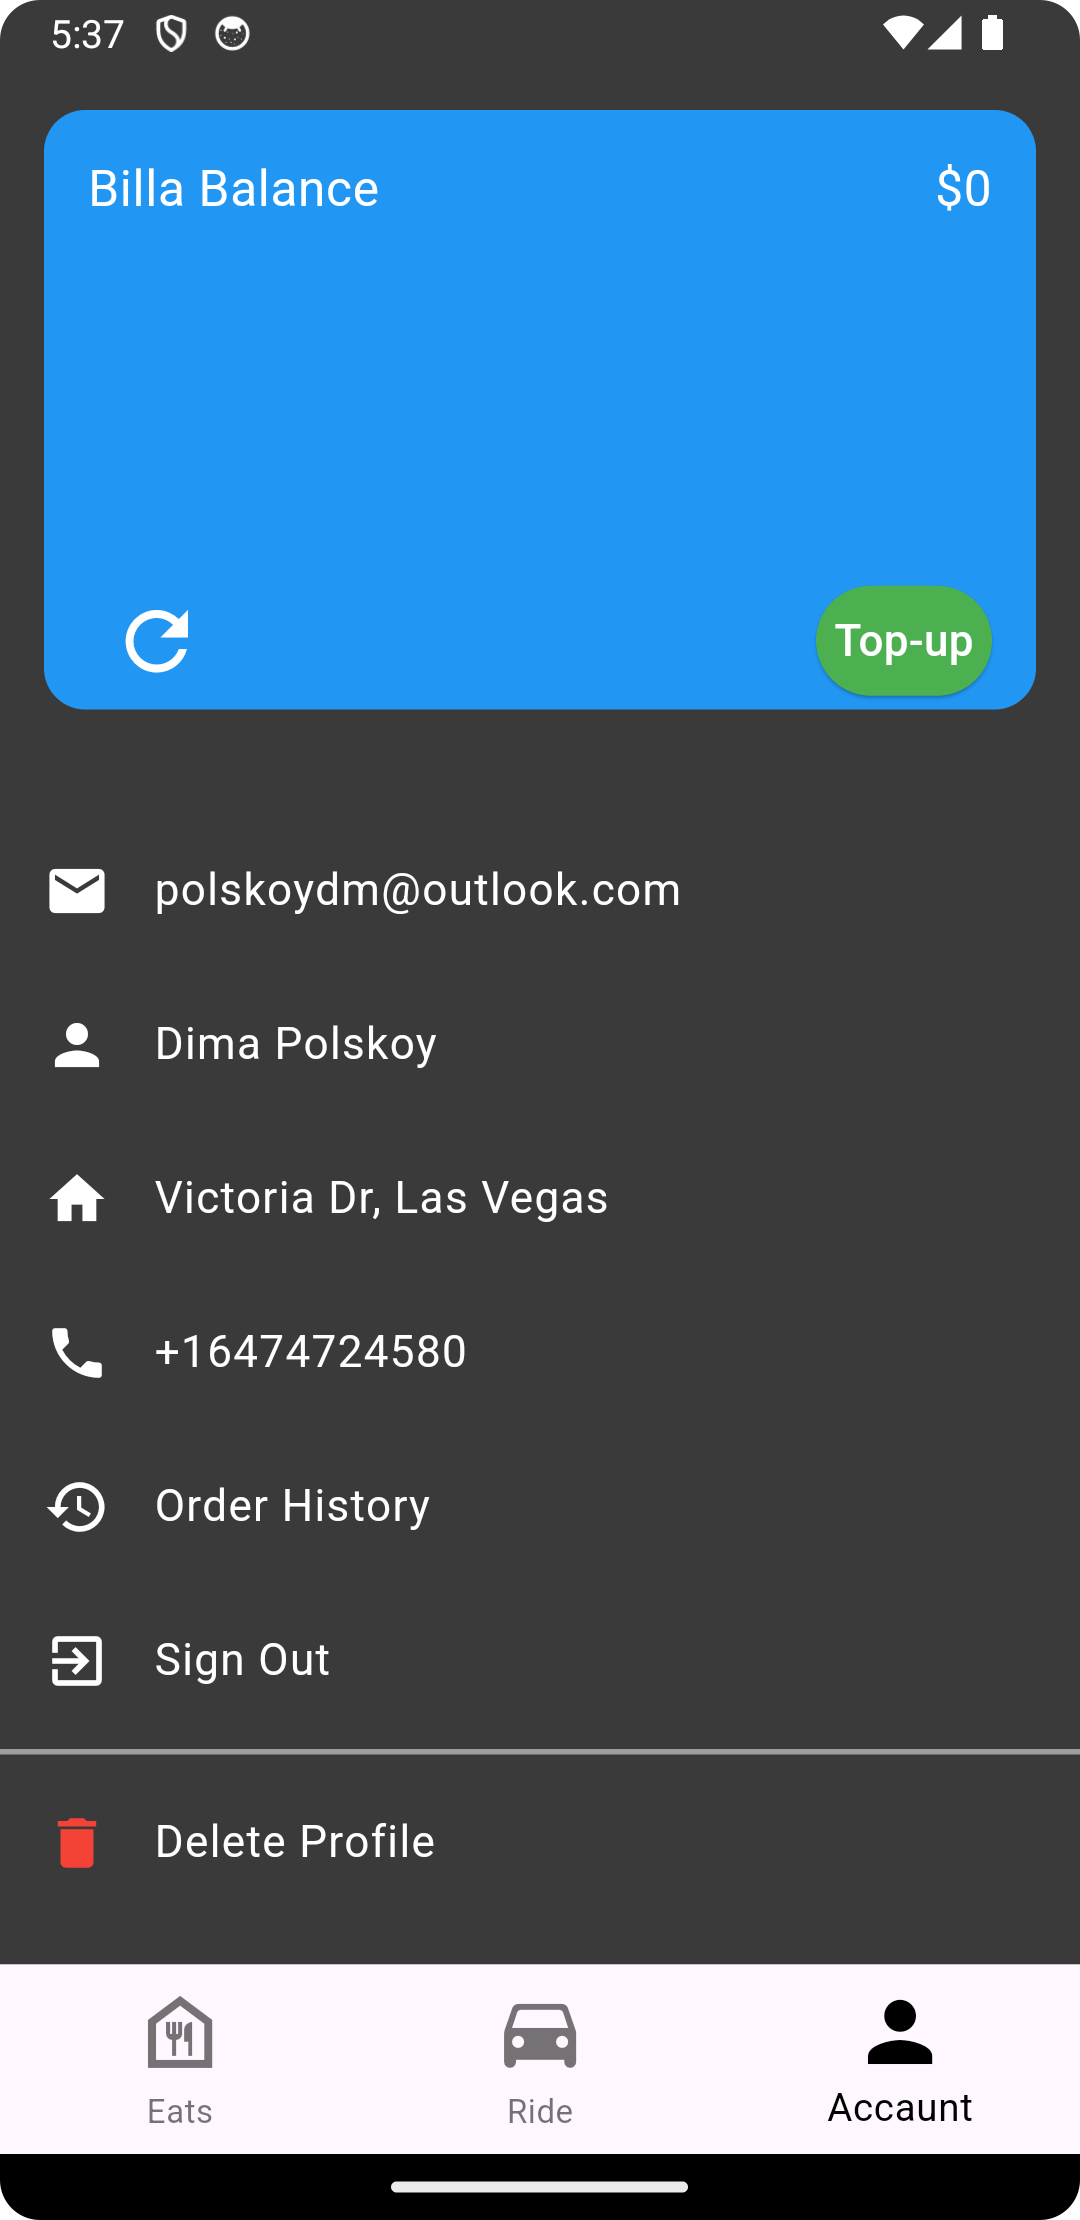 5:37
Billa Balance $0
Top-up
polskoydm@outlook.com
Dima Polskoy
Victoria Dr, Las Vegas
+16474724580
Order History
Sign Out
Delete Profile
Eats Ride Accaunt